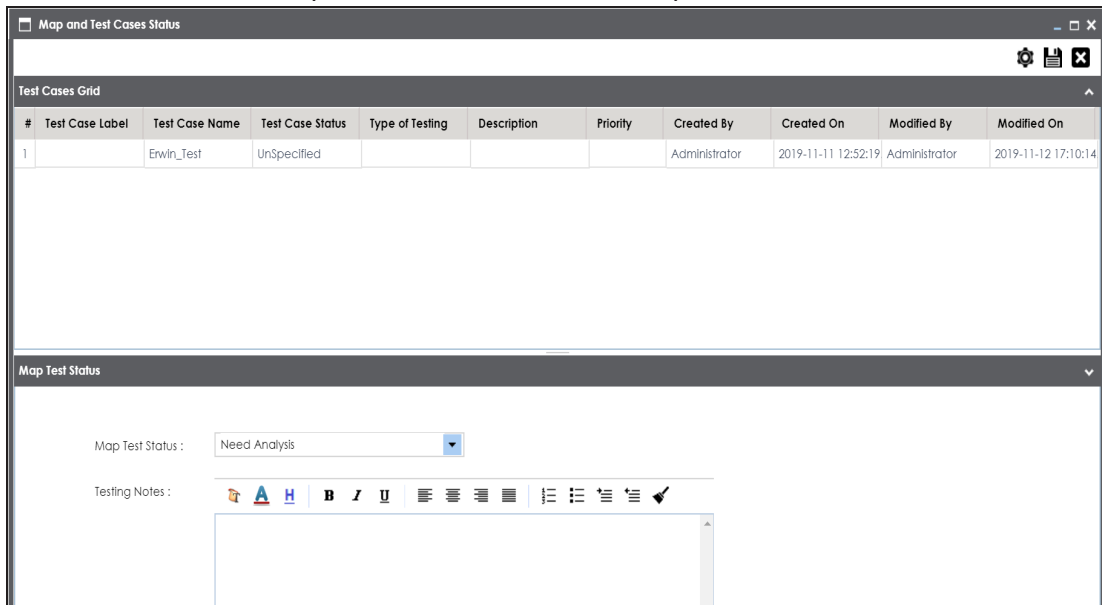 Map and Test Cases Status
Test Cases Grid
# Test Case Label Test Case Name Test Case Status Type of Testing Description Priority Created By Created On Modified By Modified On
1 Erwin_Test UnSpecified Administrator 2019-11-11 12:52:19 Administrator 2019-11-12 17:10:14
Map Test Status
Map Test Status : Need Analysis
Testing Notes :
A H B I U